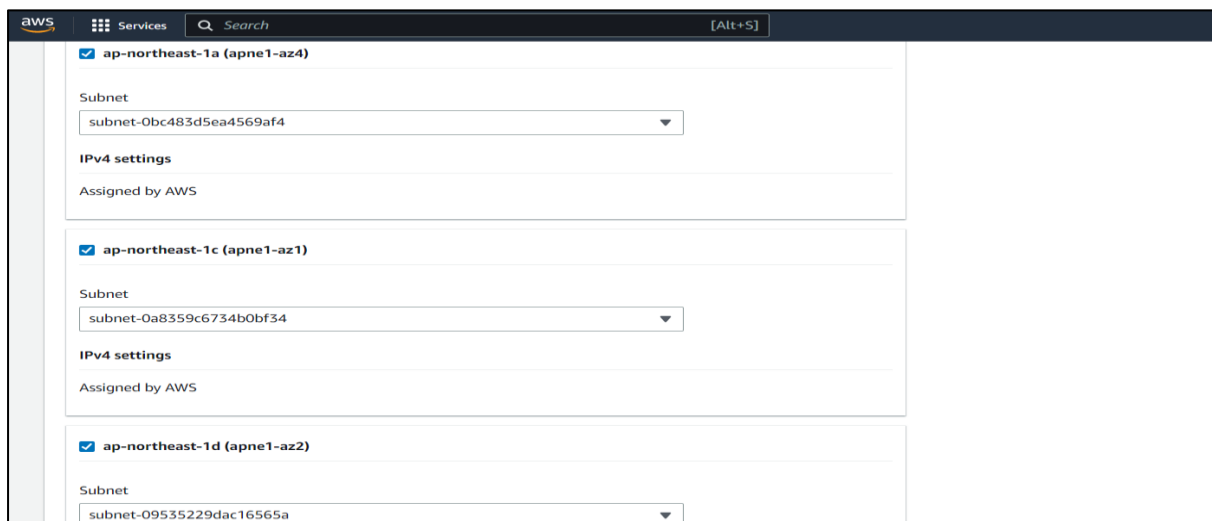 aws Services Search [Alt+S]
ap-northeast-1a (apne1-az4)
Subnet
subnet-0bc483d5ea4569af4
IPv4 settings
Assigned by AWS
ap-northeast-1c (apne1-az1)
Subnet
subnet-0a8359c6734b0bf34
IPv4 settings
Assigned by AWS
ap-northeast-1d (apne1-az2)
Subnet
subnet-09535229dac16565a